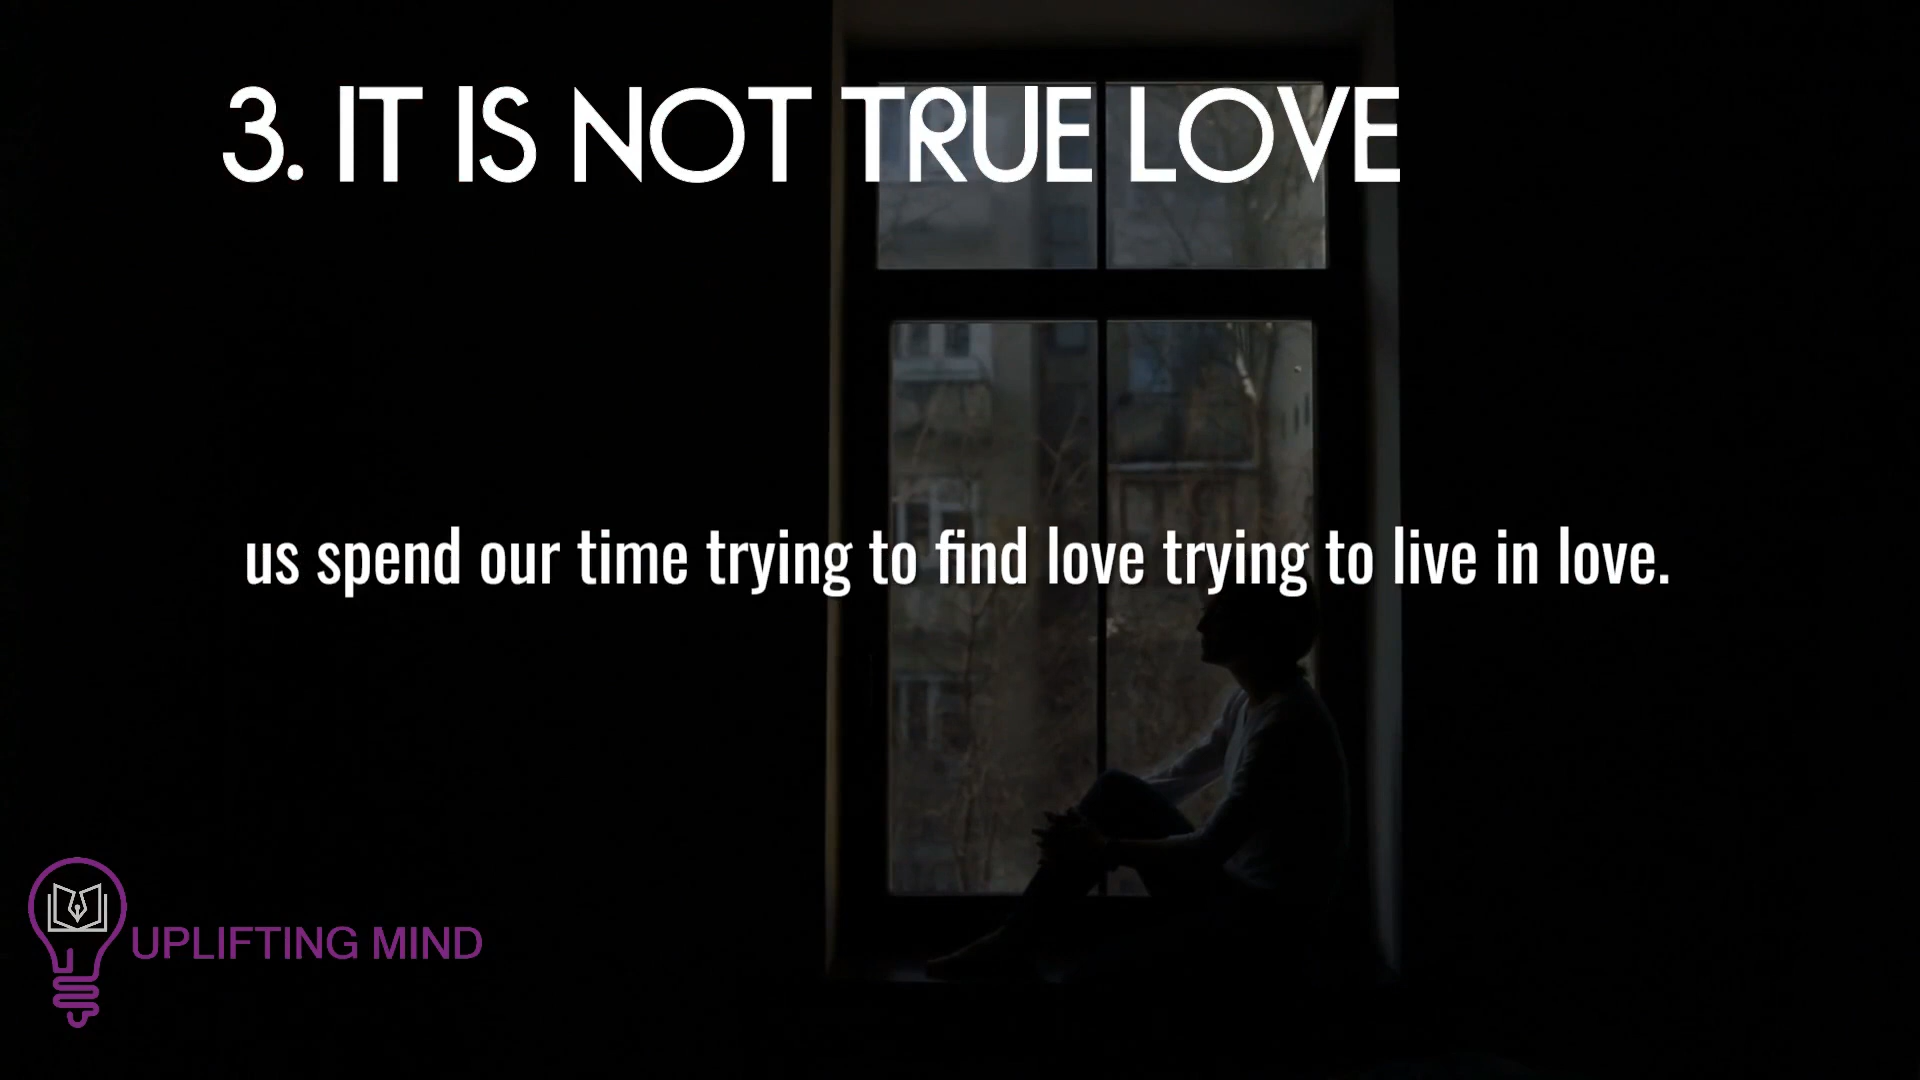 3. IT IS NOT TRUE LOVE
us spend our time trying to find love trying to live in love.
UPLIFTING MIND